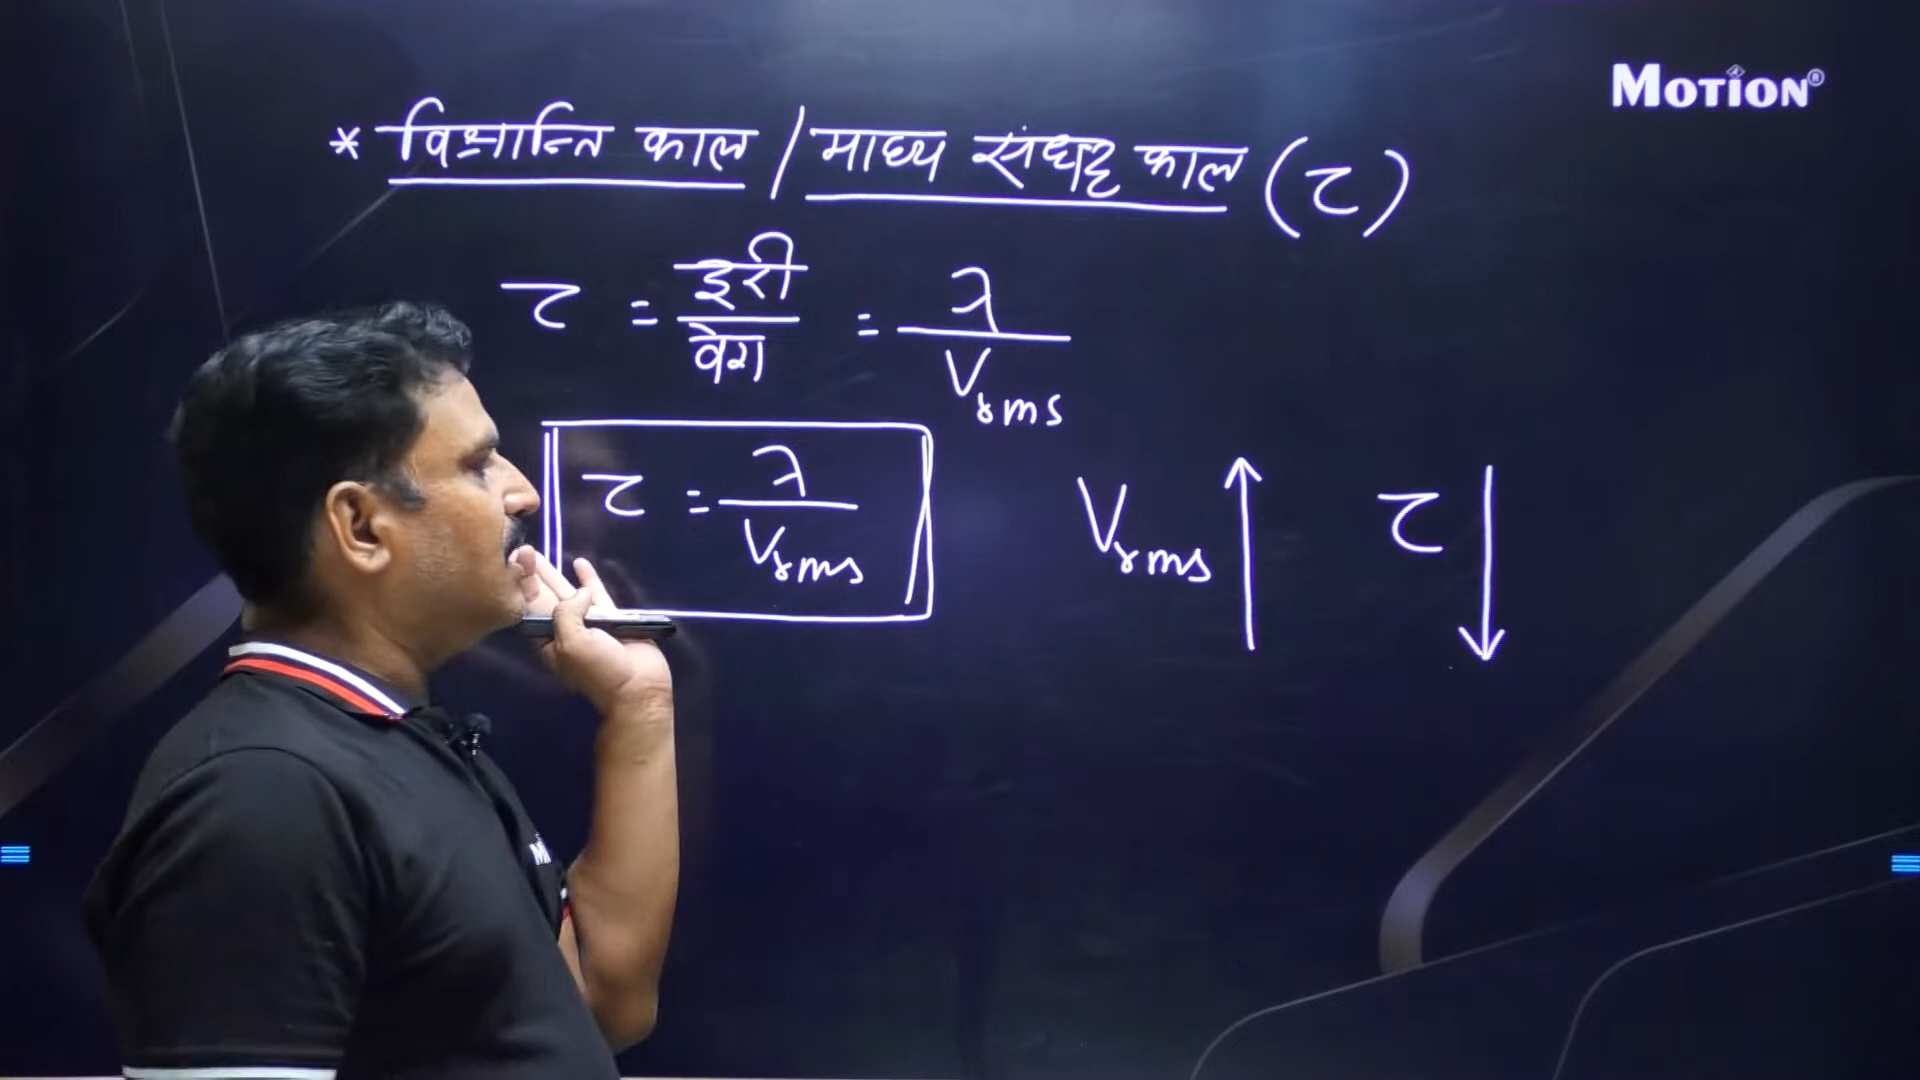 MOTION®
* विश्रान्ति काल / माध्य संघट्ट काल (τ)
τ = दूरी / वेग = λ / Vrms
τ = λ / Vrms
Vrms ↑ τ ↓